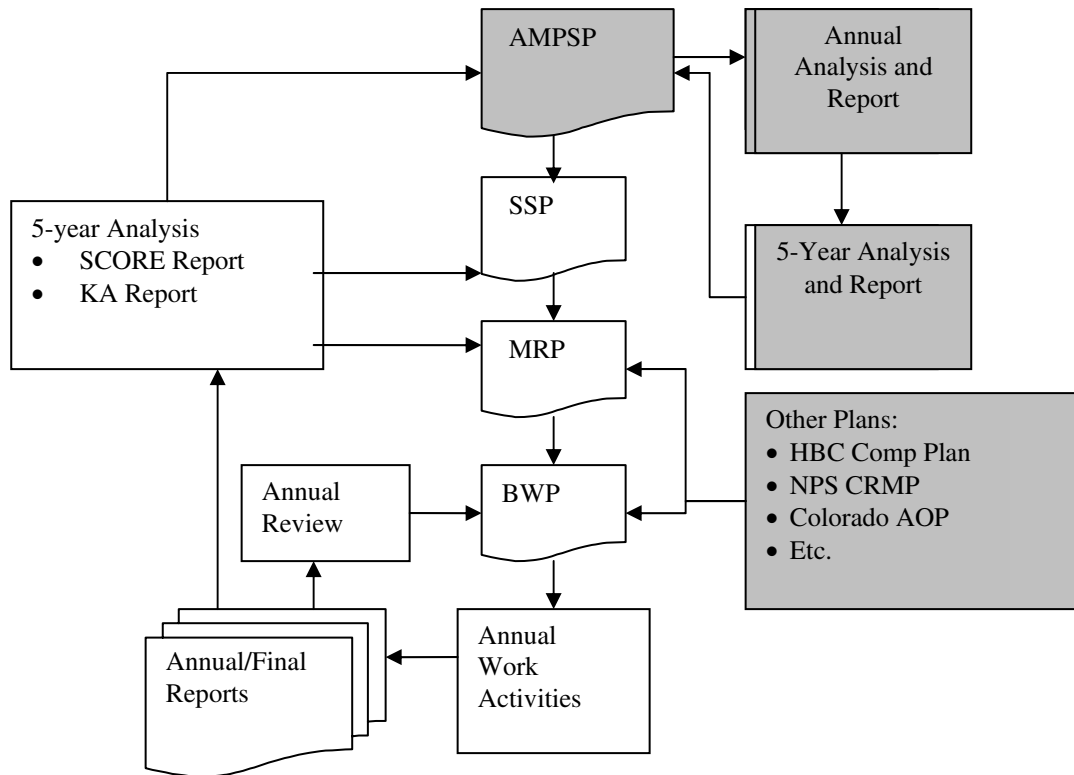 AMPSP
Annual
Analysis and
Report
SSP
5-year Analysis
• SCORE Report
• KA Report
5-Year Analysis
and Report
MRP
Other Plans:
• HBC Comp Plan
• NPS CRMP
• Colorado AOP
• Etc.
Annual
Review
BWP
Annual/Final
Reports
Annual
Work
Activities